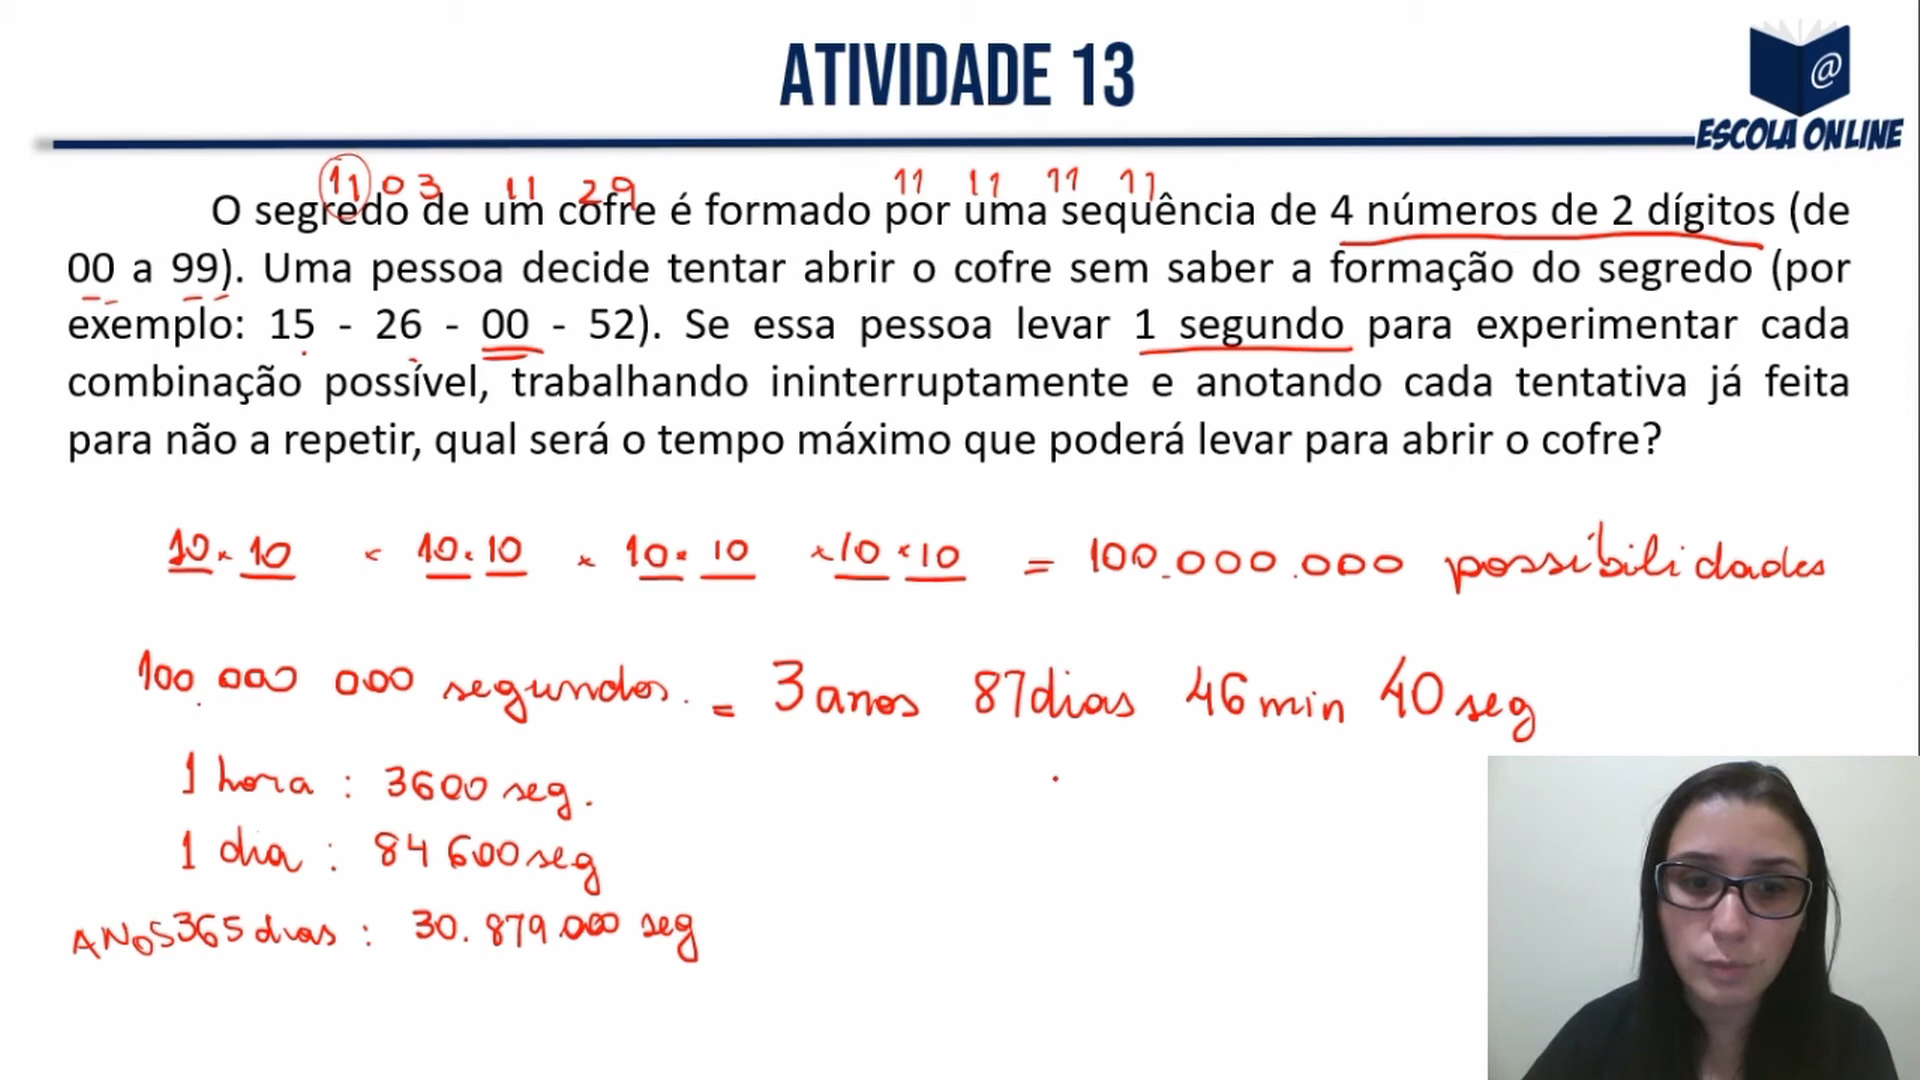 ATIVIDADE 13
@
ESCOLA ONLINE
11 03 11 29 11 11 11 11
O segredo de um cofre é formado por uma sequência de 4 números de 2 dígitos (de
00 a 99). Uma pessoa decide tentar abrir o cofre sem saber a formação do segredo (por
exemplo: 15 - 26 - 00 - 52). Se essa pessoa levar 1 segundo para experimentar cada
combinação possível, trabalhando ininterruptamente e anotando cada tentativa já feita
para não a repetir, qual será o tempo máximo que poderá levar para abrir o cofre?
10 × 10 × 10 × 10 × 10 × 10 × 10 × 10 = 100.000.000 possibilidades
100.000 000 segundos. = 3 anos 87 dias 46 min 40 seg
1 hora : 3600 seg.
1 dia : 84 600 seg
ANOS 365 dias : 30.879.000 seg